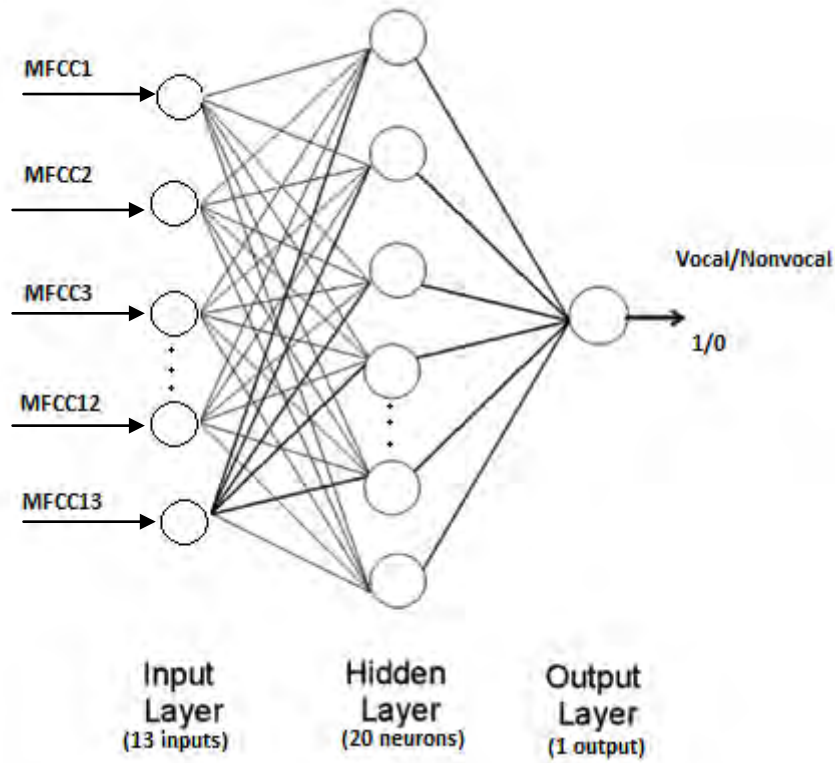 MFCC1
MFCC2
MFCC3
MFCC12
MFCC13
Vocal/Nonvocal
1/0
Input
Layer
(13 inputs)
Hidden
Layer
(20 neurons)
Output
Layer
(1 output)